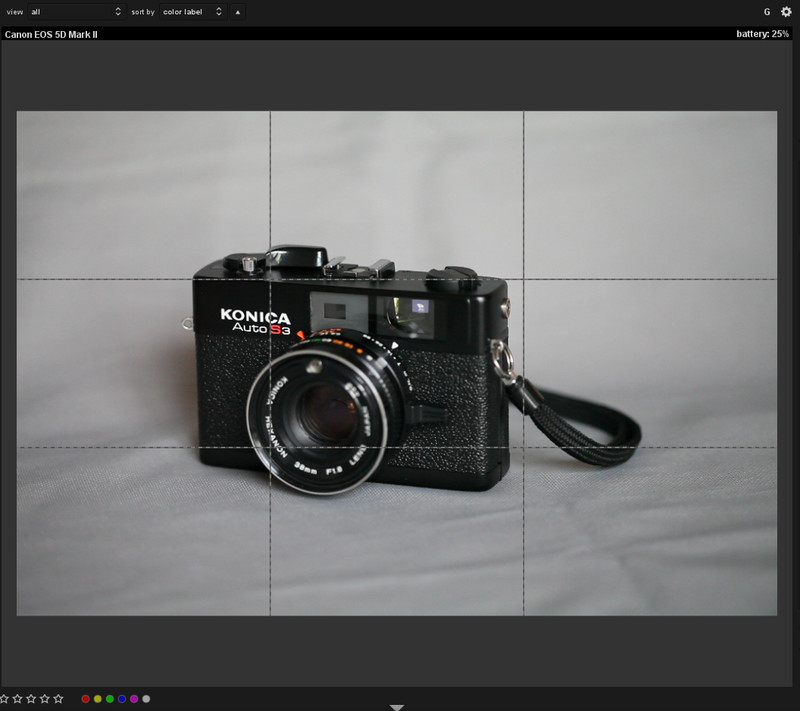 view all sort by color label G
Canon EOS 5D Mark II battery: 25%
KONICA
Auto S3
KONICA
HEXANON
38mm F1.8
LENS